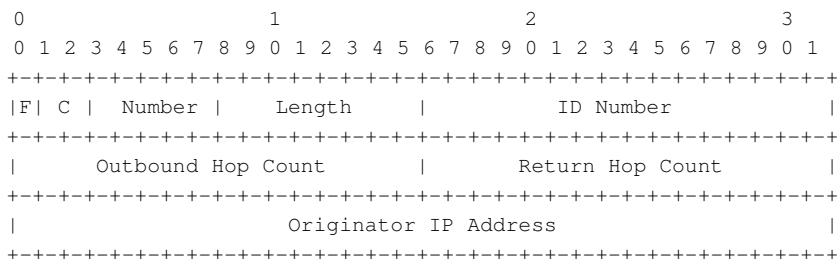 0                   1                   2                   3
0 1 2 3 4 5 6 7 8 9 0 1 2 3 4 5 6 7 8 9 0 1 2 3 4 5 6 7 8 9 0 1
+-+-+-+-+-+-+-+-+-+-+-+-+-+-+-+-+-+-+-+-+-+-+-+-+-+-+-+-+-+-+-+-+
|F| C |  Number |    Length     |          ID Number            |
+-+-+-+-+-+-+-+-+-+-+-+-+-+-+-+-+-+-+-+-+-+-+-+-+-+-+-+-+-+-+-+-+
|      Outbound Hop Count       |       Return Hop Count        |
+-+-+-+-+-+-+-+-+-+-+-+-+-+-+-+-+-+-+-+-+-+-+-+-+-+-+-+-+-+-+-+-+
|                     Originator IP Address                     |
+-+-+-+-+-+-+-+-+-+-+-+-+-+-+-+-+-+-+-+-+-+-+-+-+-+-+-+-+-+-+-+-+